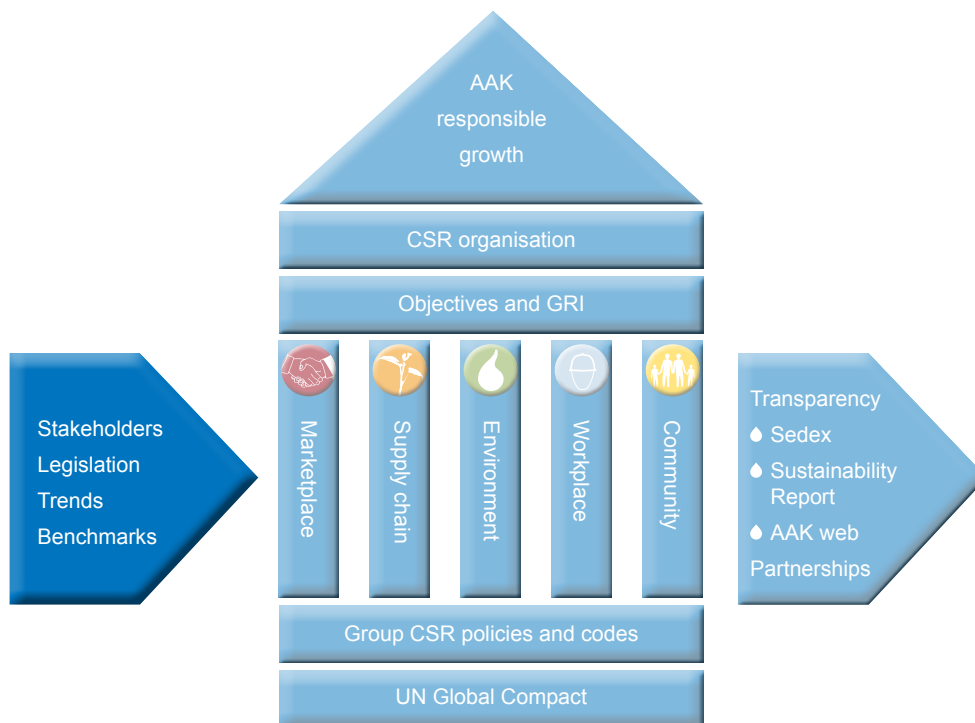 AAK
responsible
growth
CSR organisation
Objectives and GRI
Stakeholders
Legislation
Trends
Benchmarks
Marketplace
Supply chain
Environment
Workplace
Community
Transparency
Sedex
Sustainability
Report
AAK web
Partnerships
Group CSR policies and codes
UN Global Compact